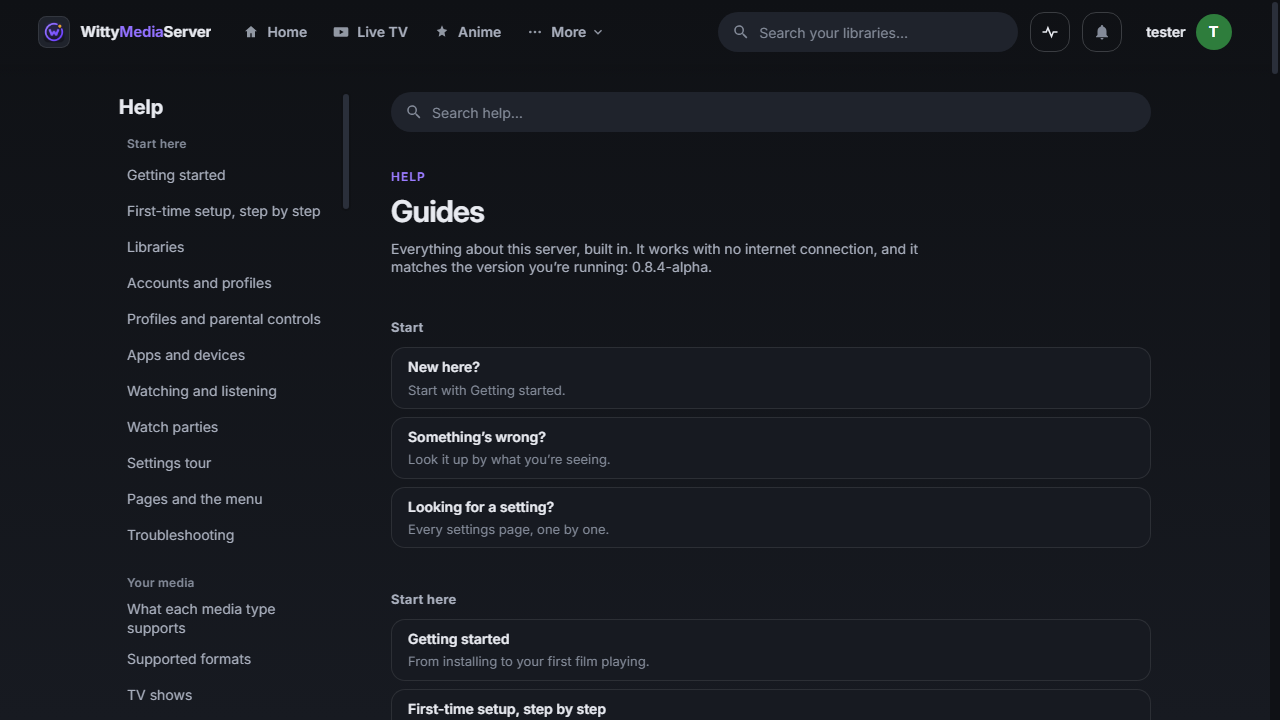 WittyMediaServer
Home
Live TV
Anime
More
Search your libraries...
tester
T
Help
Start here
Getting started
First-time setup, step by step
Libraries
Accounts and profiles
Profiles and parental controls
Apps and devices
Watching and listening
Watch parties
Settings tour
Pages and the menu
Troubleshooting
Your media
What each media type
supports
Supported formats
TV shows
Search help...
HELP
Guides
Everything about this server, built in. It works with no internet connection, and it
matches the version you’re running: 0.8.4-alpha.
Start
New here?
Start with Getting started.
Something’s wrong?
Look it up by what you’re seeing.
Looking for a setting?
Every settings page, one by one.
Start here
Getting started
From installing to your first film playing.
First-time setup, step by step